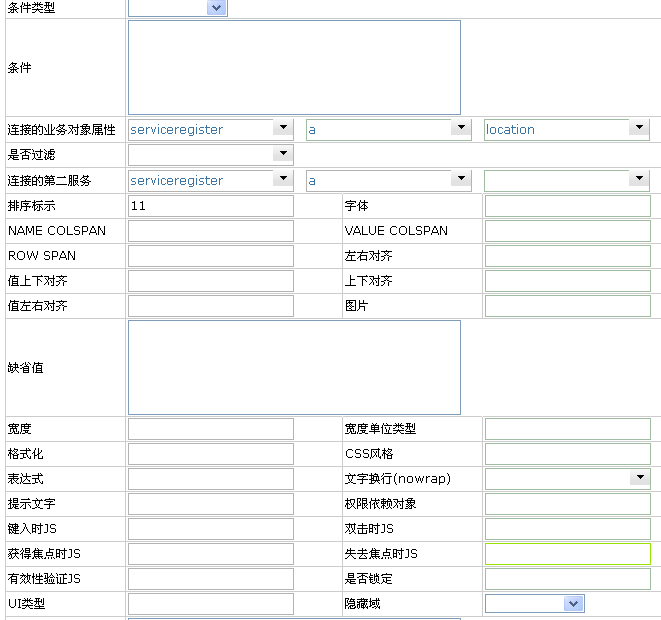 条件类型
条件
连接的业务对象属性 serviceregister a location
是否过滤
连接的第二服务 serviceregister a
排序标示 11 字体
NAME COLSPAN VALUE COLSPAN
ROW SPAN 左右对齐
值上下对齐 上下对齐
值左右对齐 图片
缺省值
宽度 宽度单位类型
格式化 CSS风格
表达式 文字换行(nowrap)
提示文字 权限依赖对象
键入时JS 双击时JS
获得焦点时JS 失去焦点时JS
有效性验证JS 是否锁定
UI类型 隐藏域